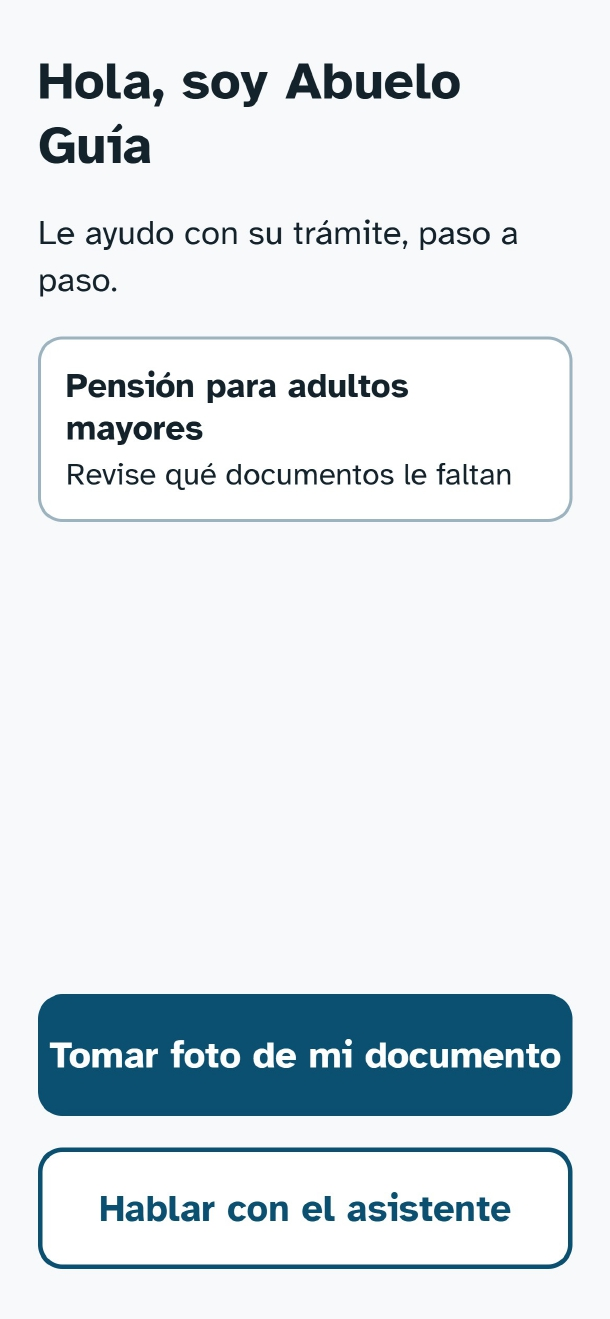 Hola, soy Abuelo
Guía
Le ayudo con su trámite, paso a
paso.
Pensión para adultos
mayores
Revise qué documentos le faltan
Tomar foto de mi documento
Hablar con el asistente